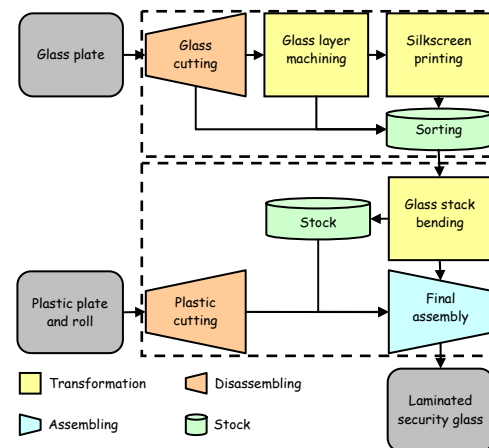 Glass plate
Glass
cutting
Glass layer
machining
Silkscreen
printing
Sorting
Glass stack
bending
Stock
Plastic plate
and roll
Plastic
cutting
Final
assembly
Transformation
Disassembling
Assembling
Stock
Laminated
security glass